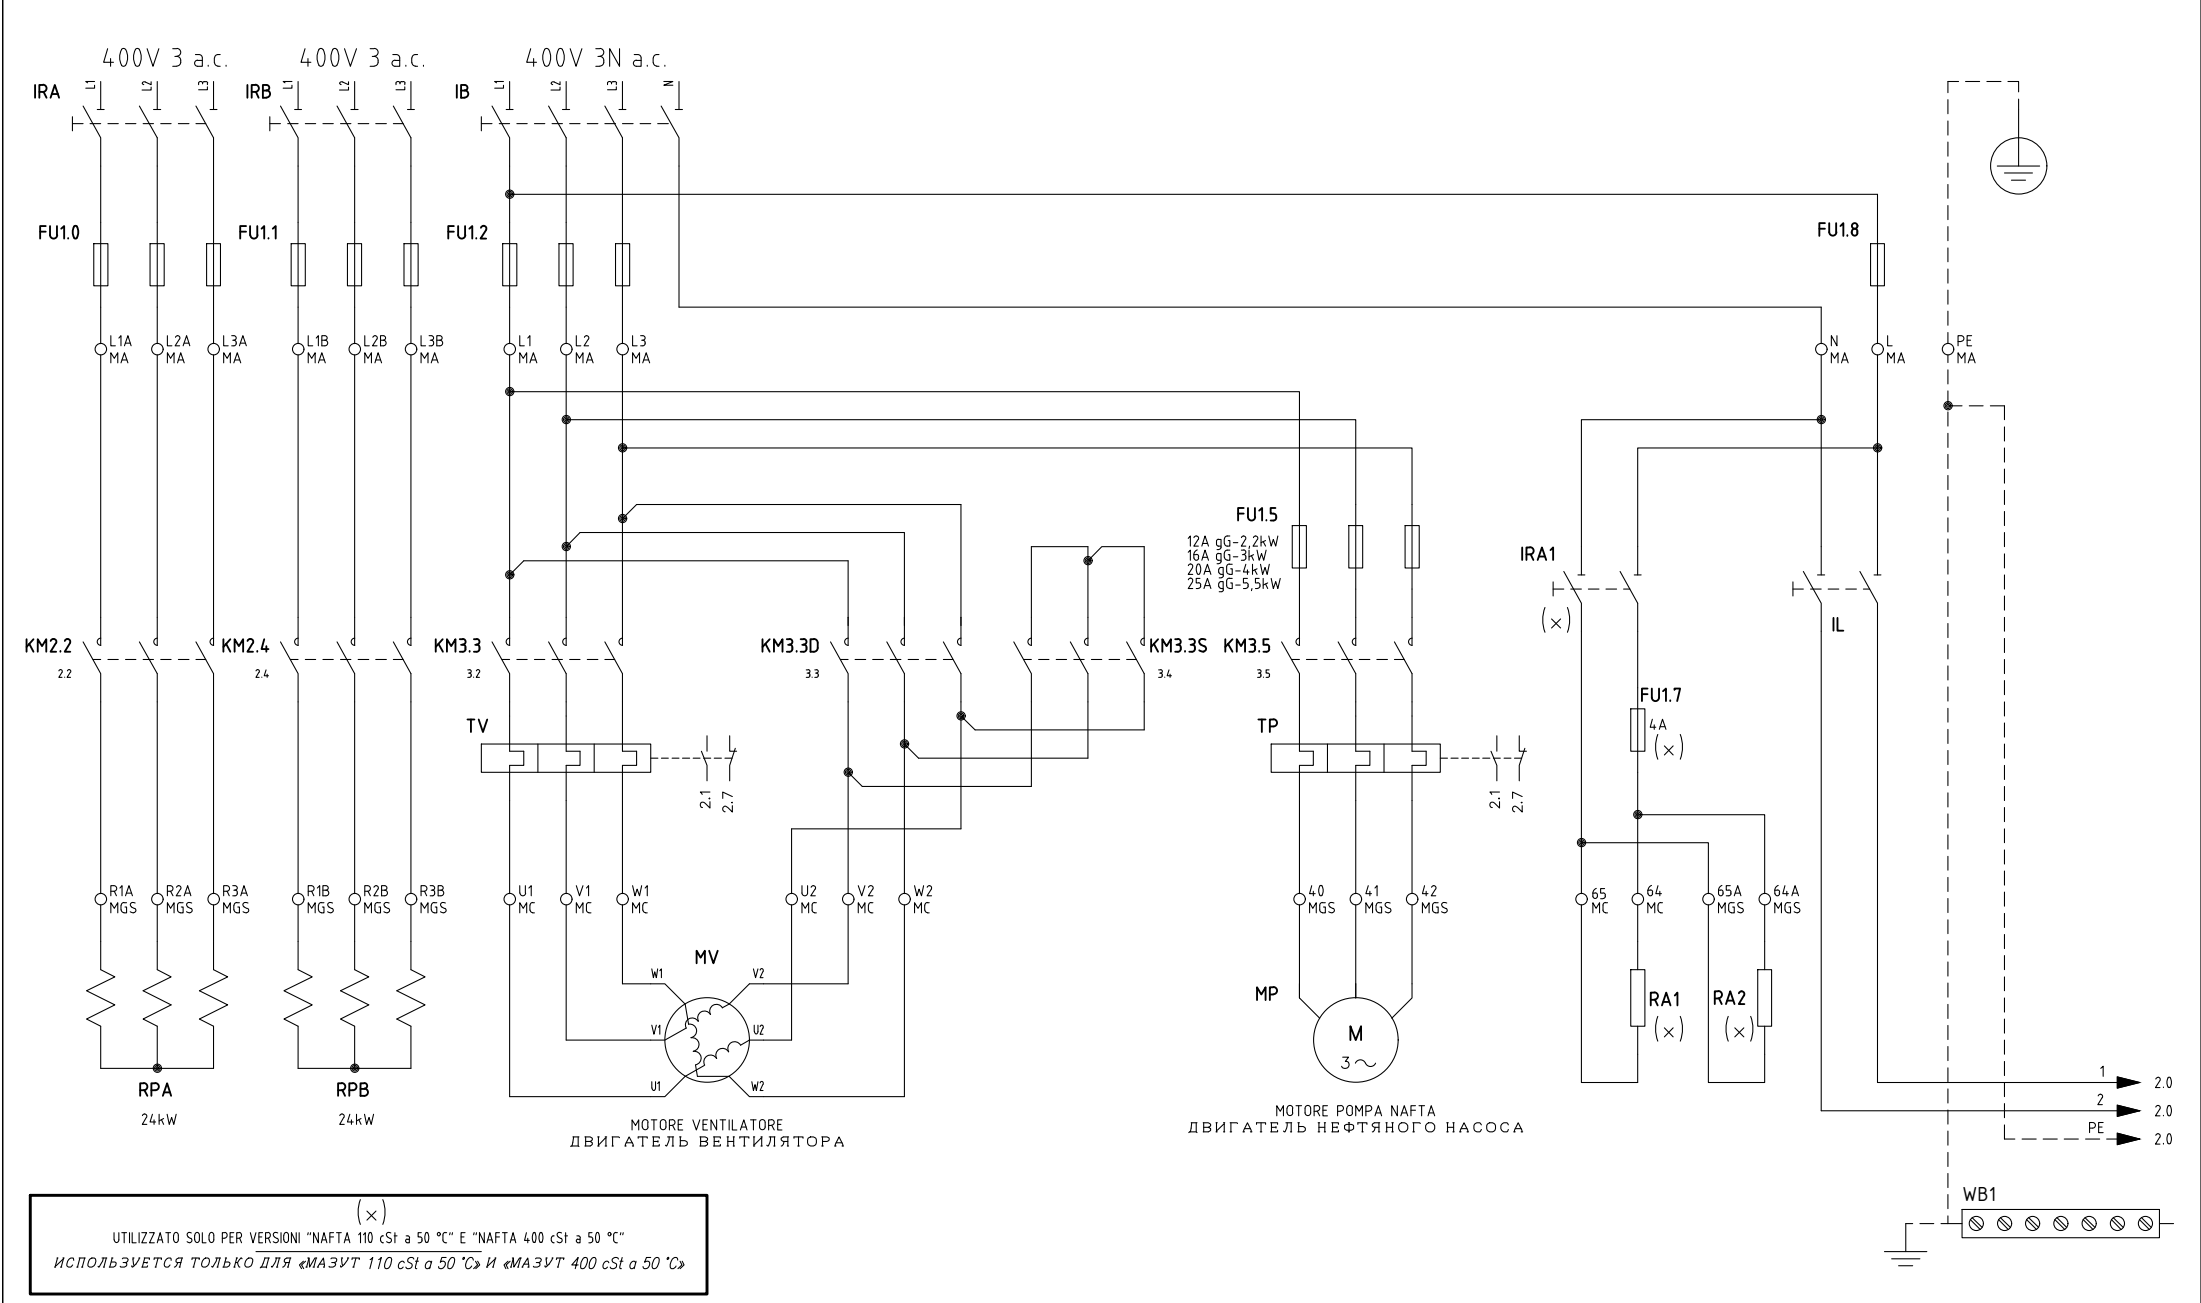 400V 3 a.c.
400V 3 a.c.
400V 3N a.c.
IRA
L1
L2
L3
IRB
L1
L2
L3
IB
L1
L2
L3
N
FU1.0
FU1.1
FU1.2
FU1.8
L1A
MA
L2A
MA
L3A
MA
L1B
MA
L2B
MA
L3B
MA
L1
MA
L2
MA
L3
MA
N
MA
L
MA
PE
MA
FU1.5
12A gG-2,2kW
16A gG-3kW
20A gG-4kW
25A gG-5,5kW
IRA1
(x)
IL
KM2.2
2.2
KM2.4
2.4
KM3.3
3.2
KM3.3D
3.3
KM3.3S
3.4
KM3.5
3.5
FU1.7
4A
(x)
TV
2.1
2.7
TP
2.1
2.7
R1A
MGS
R2A
MGS
R3A
MGS
R1B
MGS
R2B
MGS
R3B
MGS
U1
MC
V1
MC
W1
MC
U2
MC
V2
MC
W2
MC
40
MGS
41
MGS
42
MGS
65
MC
64
MC
65A
MGS
64A
MGS
MV
W1
V2
V1
U2
U1
W2
MP
M
3~
RA1
(x)
RA2
(x)
RPA
24kW
RPB
24kW
MOTORE VENTILATORE
ДВИГАТЕЛЬ ВЕНТИЛЯТОРА
MOTORE POMPA NAFTA
ДВИГАТЕЛЬ НЕФТЯНОГО НАСОСА
1
2.0
2
2.0
PE
2.0
WB1
(x)
UTILIZZATO SOLO PER VERSIONI "NAFTA 110 cSt a 50 °C" E "NAFTA 400 cSt a 50 °C"
ИСПОЛЬЗУЕТСЯ ТОЛЬКО ДЛЯ «МАЗУТ 110 cSt a 50 °C» И «МАЗУТ 400 cSt a 50 °C»